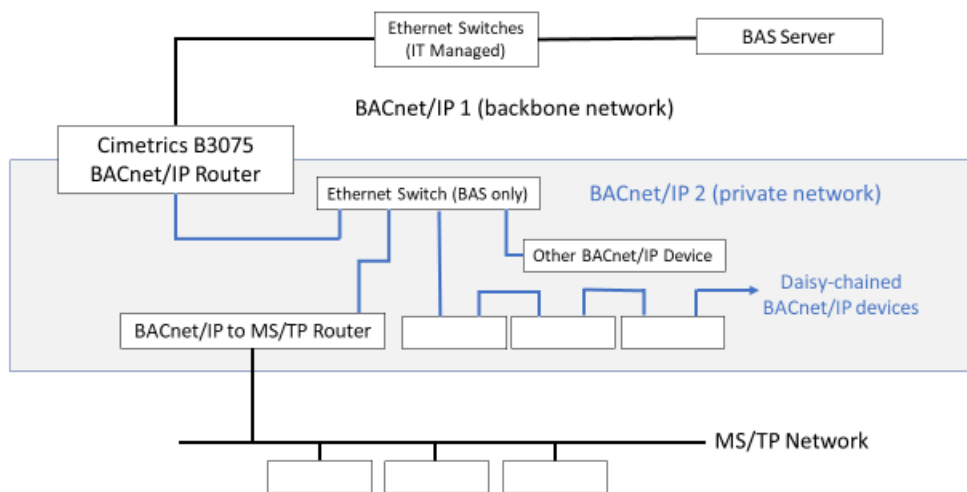 Ethernet Switches
(IT Managed)
BAS Server
BACnet/IP 1 (backbone network)
Cimetrics B3075
BACnet/IP Router
Ethernet Switch (BAS only)
BACnet/IP 2 (private network)
Other BACnet/IP Device
Daisy-chained
BACnet/IP devices
BACnet/IP to MS/TP Router
MS/TP Network